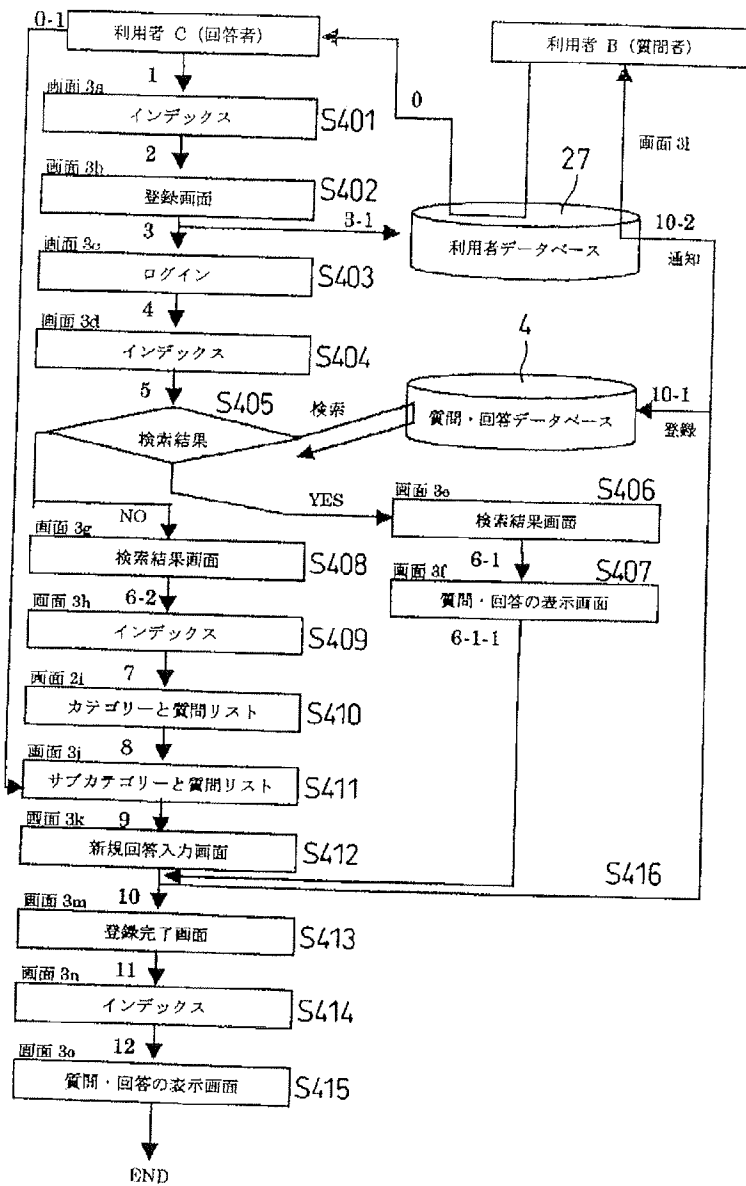 0-1
利用者 C (回答者)
利用者 B (質問者)
1
0
画面 3a
インデックス
S401
画面 3l
2
画面 3b
登録画面
S402
27
3
3-1
利用者データベース
10-2
通知
画面 3c
ログイン
S403
4
画面 3d
インデックス
S404
4
5
S405
検索
検索結果
質問・回答データベース
10-1
登録
NO
YES
画面 3e
S406
検索結果画面
画面 3g
検索結果画面
S408
6-1
画面 3f
S407
質問・回答の表示画面
6-2
6-1-1
画面 3h
インデックス
S409
7
画面 2i
カテゴリーと質問リスト
S410
8
画面 3j
サブカテゴリーと質問リスト
S411
9
画面 3k
新規回答入力画面
S412
S416
10
画面 3m
登録完了画面
S413
11
画面 3n
インデックス
S414
12
画面 3o
質問・回答の表示画面
S415
END